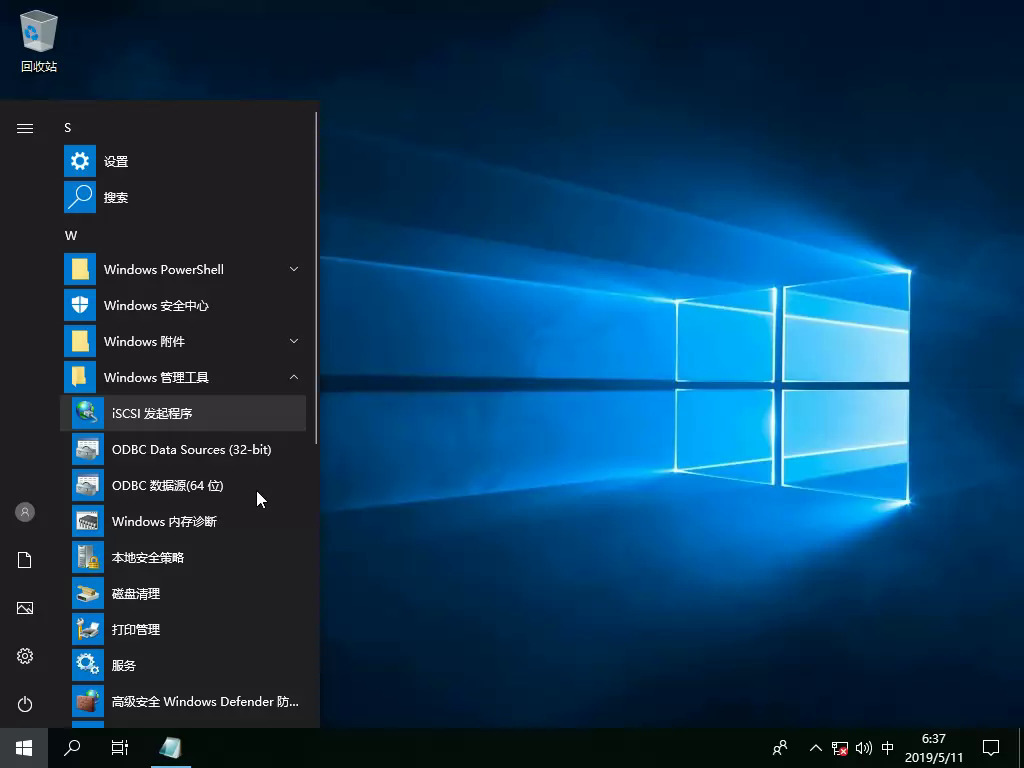 回收站
S
设置
搜索
W
Windows PowerShell
Windows 安全中心
Windows 附件
Windows 管理工具
iSCSI 发起程序
ODBC Data Sources (32-bit)
ODBC 数据源(64 位)
Windows 内存诊断
本地安全策略
磁盘清理
打印管理
服务
高级安全 Windows Defender 防...
中
6:37
2019/5/11